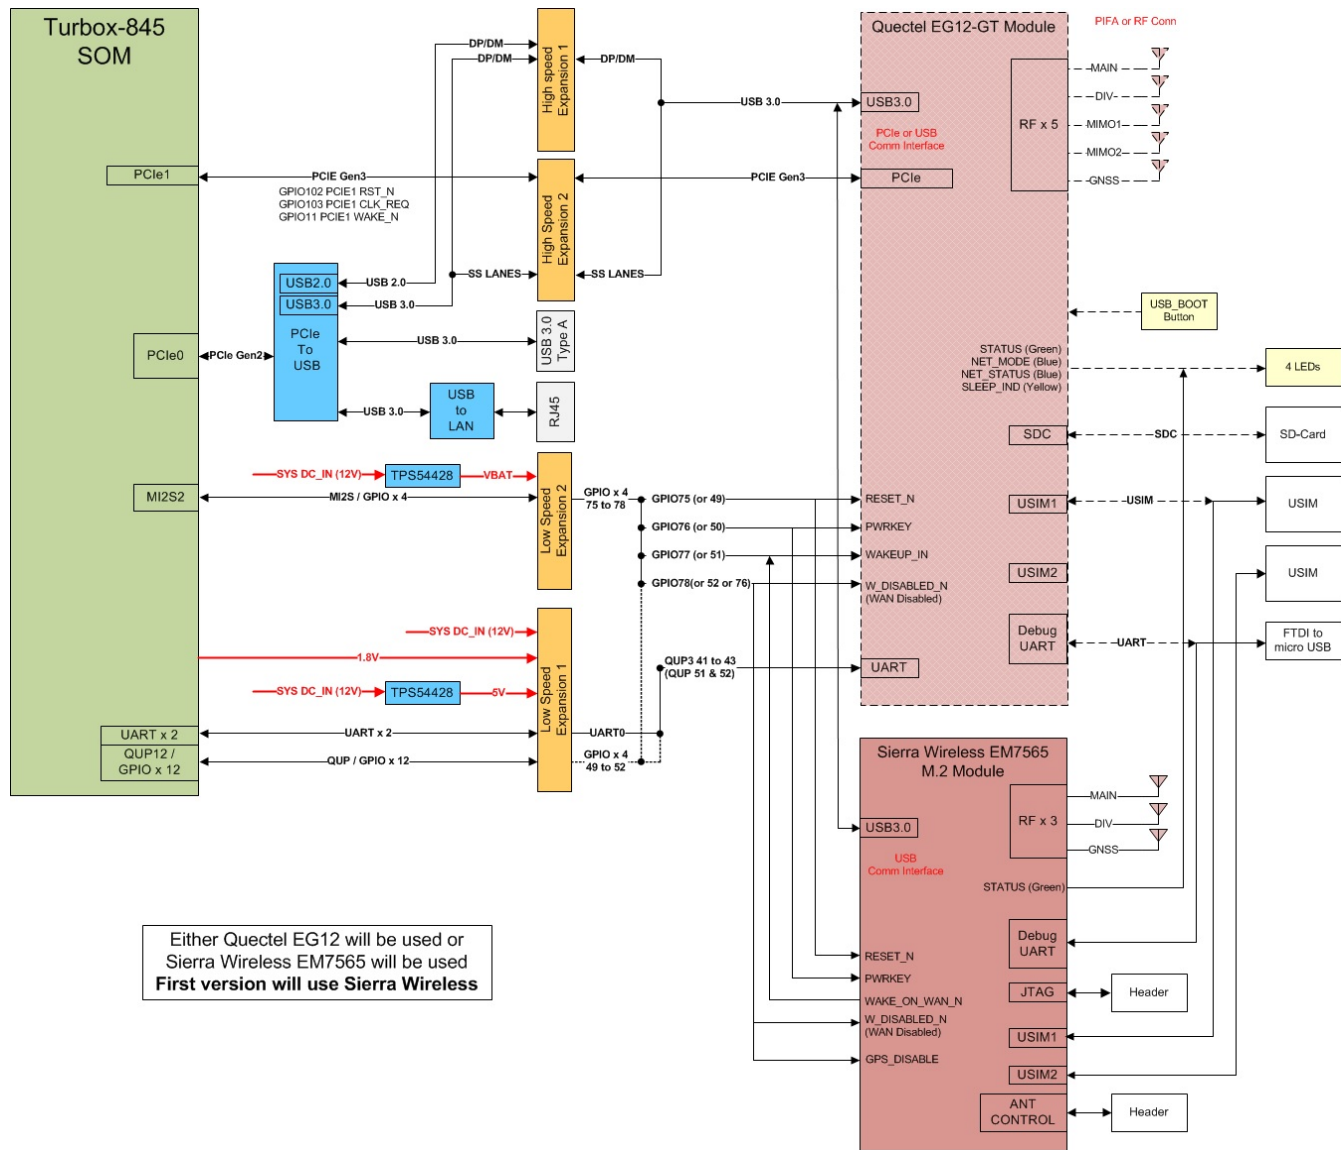 Turbox-845
SOM
PCIe1
PCIe0
MI2S2
UART x 2
QUP12 /
GPIO x 12
PCIE Gen3
GPIO102 PCIE1 RST_N
GPIO103 PCIE1 CLK_REQ
GPIO11 PCIE1 WAKE_N
USB2.0
USB3.0
PCIe
To
USB
PCIe Gen2
DP/DM
DP/DM
USB 2.0
USB 3.0
SS LANES
USB 3.0
USB 3.0
USB
to
LAN
High speed
Expansion 1
High Speed
Expansion 2
USB 3.0
Type A
RJ45
SYS DC_IN (12V)
TPS54428
VBAT
MI2S / GPIO x 4
Low Speed
Expansion 2
SYS DC_IN (12V)
1.8V
SYS DC_IN (12V)
TPS54428
5V
UART x 2
QUP / GPIO x 12
Low Speed
Expansion 1
DP/DM
USB 3.0
PCIE Gen3
SS LANES
GPIO x 4
75 to 78
GPIO75 (or 49)
GPIO76 (or 50)
GPIO77 (or 51)
GPIO78(or 52 or 76)
QUP3 41 to 43
(QUP 51 & 52)
UART0
GPIO x 4
49 to 52
Quectel EG12-GT Module
USB3.0
PCIe or USB
Comm Interface
PCIe
RF x 5
PIFA or RF Conn
MAIN
DIV
MIMO1
MIMO2
GNSS
USB_BOOT
Button
STATUS (Green)
NET_MODE (Blue)
NET_STATUS (Blue)
SLEEP_IND (Yellow)
4 LEDs
SDC
SDC
SD-Card
RESET_N
PWRKEY
WAKEUP_IN
W_DISABLED_N
(WAN Disabled)
UART
USIM1
USIM
USIM
USIM2
USIM
Debug
UART
UART
FTDI to
micro USB
Sierra Wireless EM7565
M.2 Module
USB3.0
USB
Comm Interface
RF x 3
MAIN
DIV
GNSS
STATUS (Green)
RESET_N
PWRKEY
WAKE_ON_WAN_N
W_DISABLED_N
(WAN Disabled)
GPS_DISABLE
Debug
UART
JTAG
Header
USIM1
USIM2
ANT
CONTROL
Header
Either Quectel EG12 will be used or
Sierra Wireless EM7565 will be used
First version will use Sierra Wireless